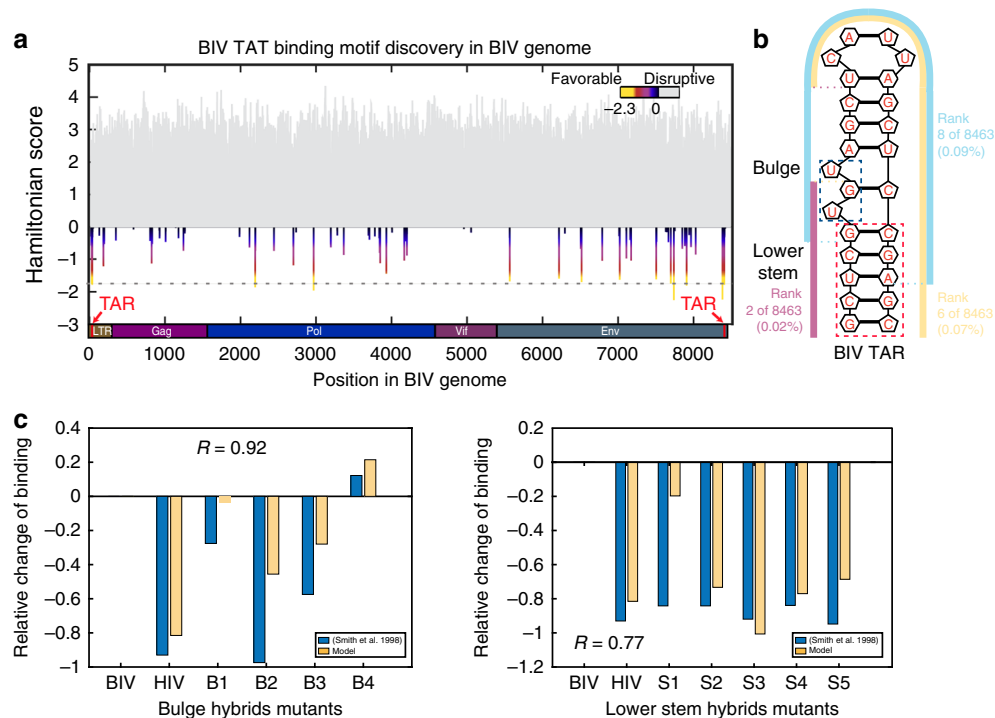 a
BIV TAT binding motif discovery in BIV genome
Hamiltonian score
5
4
3
2
1
0
−1
−2
−3
Favorable Disruptive
−2.3 0
TAR
TAR
LTR Gag Pol Vif Env
0 1000 2000 3000 4000 5000 6000 7000 8000
Position in BIV genome
b
A U
C U
U A
C G
G C
A U
U
G C
U
G C
C G
U A
C G
G C
Bulge
Lower
stem
Rank
2 of 8463
(0.02%)
Rank
8 of 8463
(0.09%)
Rank
6 of 8463
(0.07%)
BIV TAR
c
Relative change of binding
0.4
0.2
0
−0.2
−0.4
−0.6
−0.8
−1
R = 0.92
(Smith et al. 1998)
Model
BIV HIV B1 B2 B3 B4
Bulge hybrids mutants
Relative change of binding
0.2
0
−0.2
−0.4
−0.6
−0.8
−1
−1.2
R = 0.77
(Smith et al. 1998)
Model
BIV HIV S1 S2 S3 S4 S5
Lower stem hybrids mutants